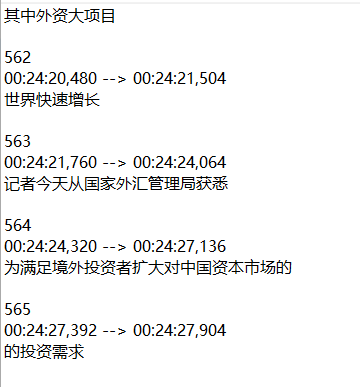 其中外资大项目
562
00:24:20,480 --> 00:24:21,504
世界快速增长
563
00:24:21,760 --> 00:24:24,064
记者今天从国家外汇管理局获悉
564
00:24:24,320 --> 00:24:27,136
为满足境外投资者扩大对中国资本市场的
565
00:24:27,392 --> 00:24:27,904
的投资需求